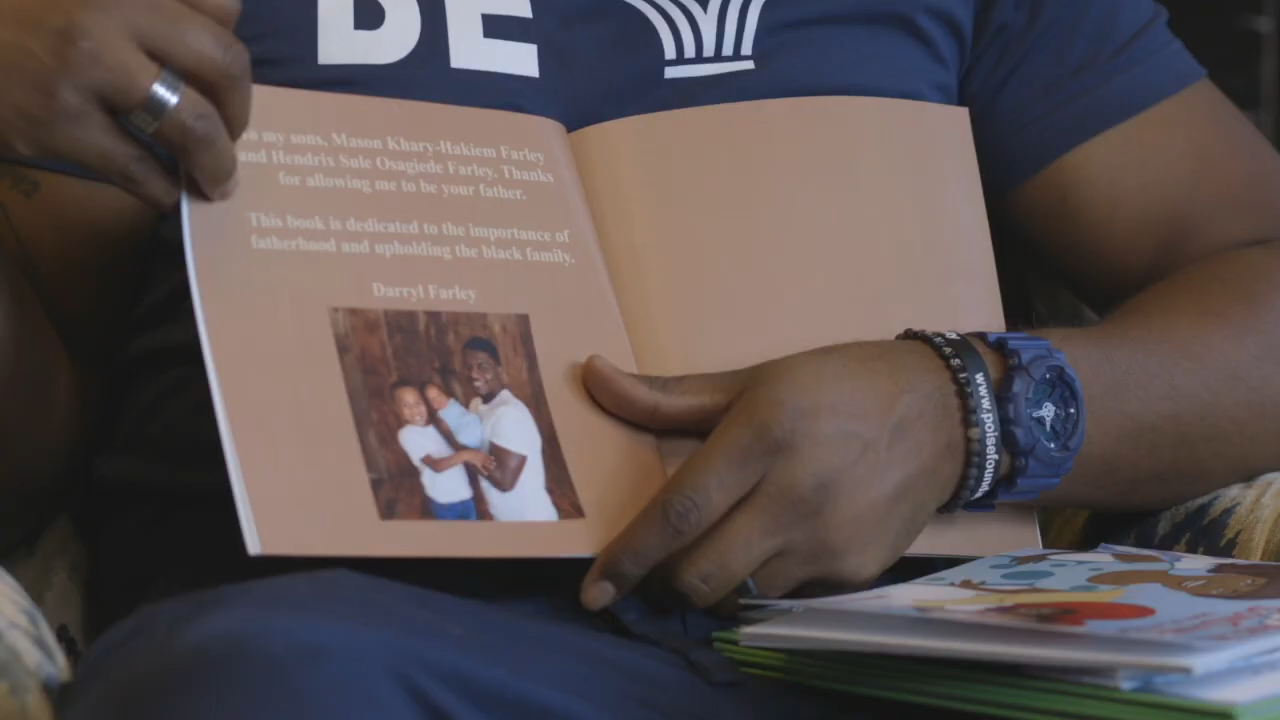 BE
To my sons, Mason Khary-Hakiem Farley
and Hendrix Sule Osagiede Farley. Thanks
for allowing me to be your father.
This book is dedicated to the importance of
fatherhood and upholding the black family.
Darryl Farley
www.poisefound